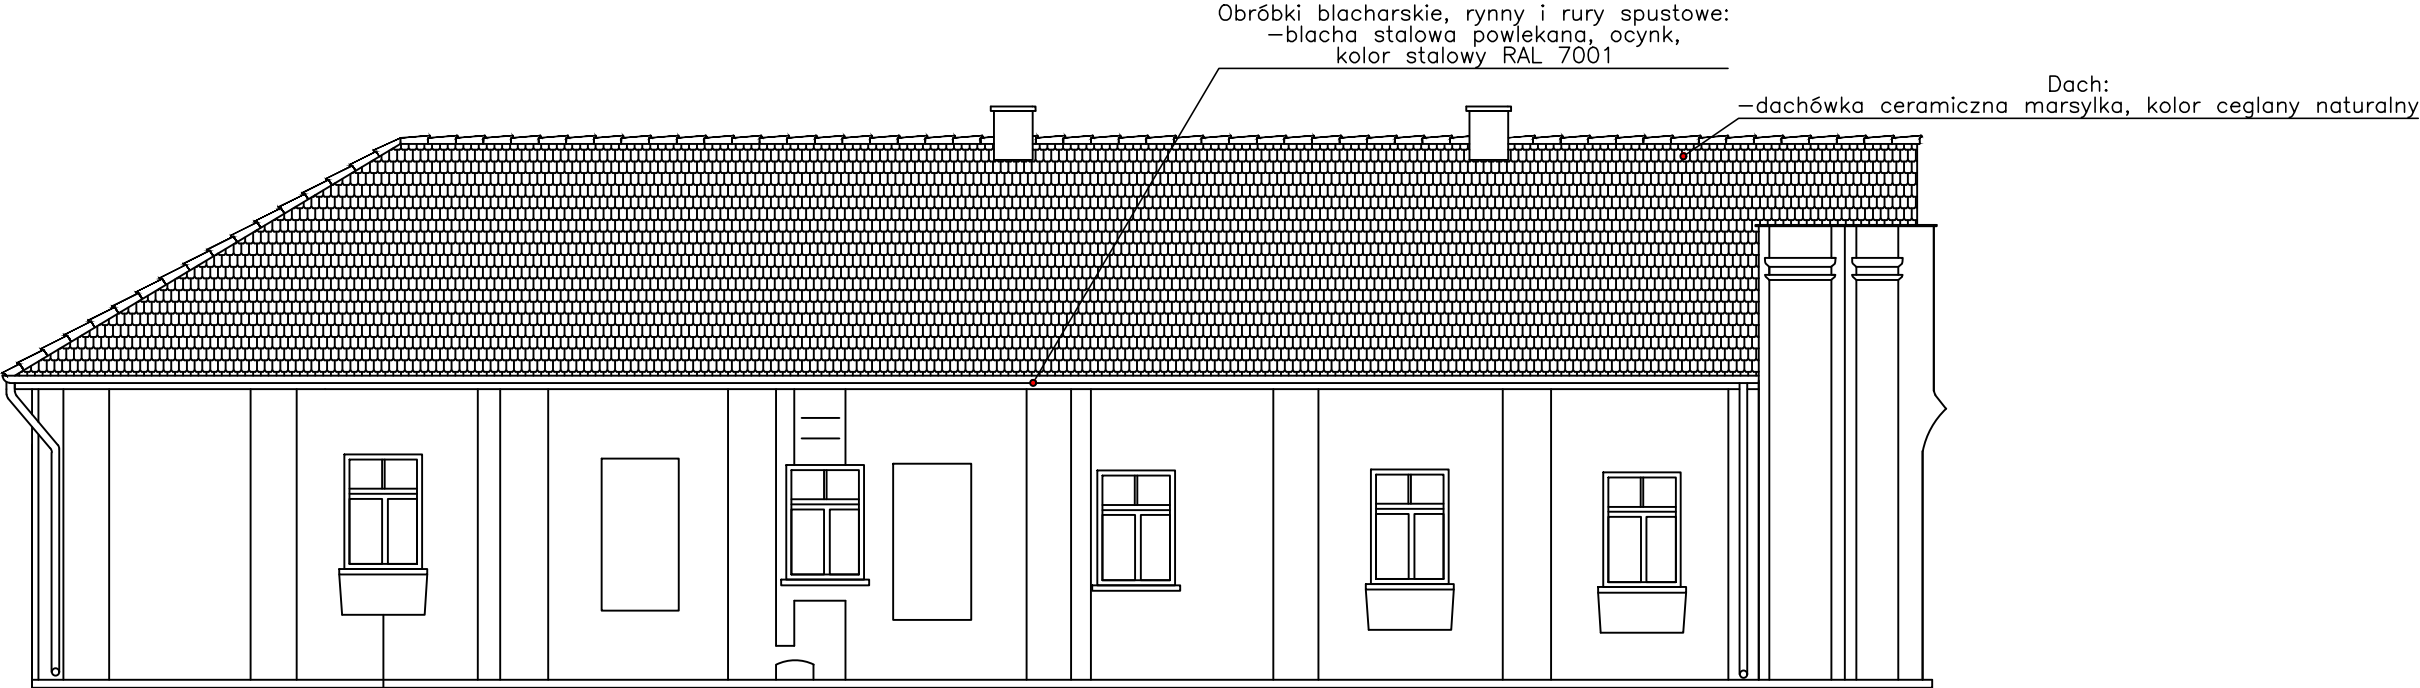 Obróbki blacharskie, rynny i rury spustowe:
-blacha stalowa powlekana, ocynk,
kolor stalowy RAL 7001
Dach:
-dachówka ceramiczna marsylka, kolor ceglany naturalny